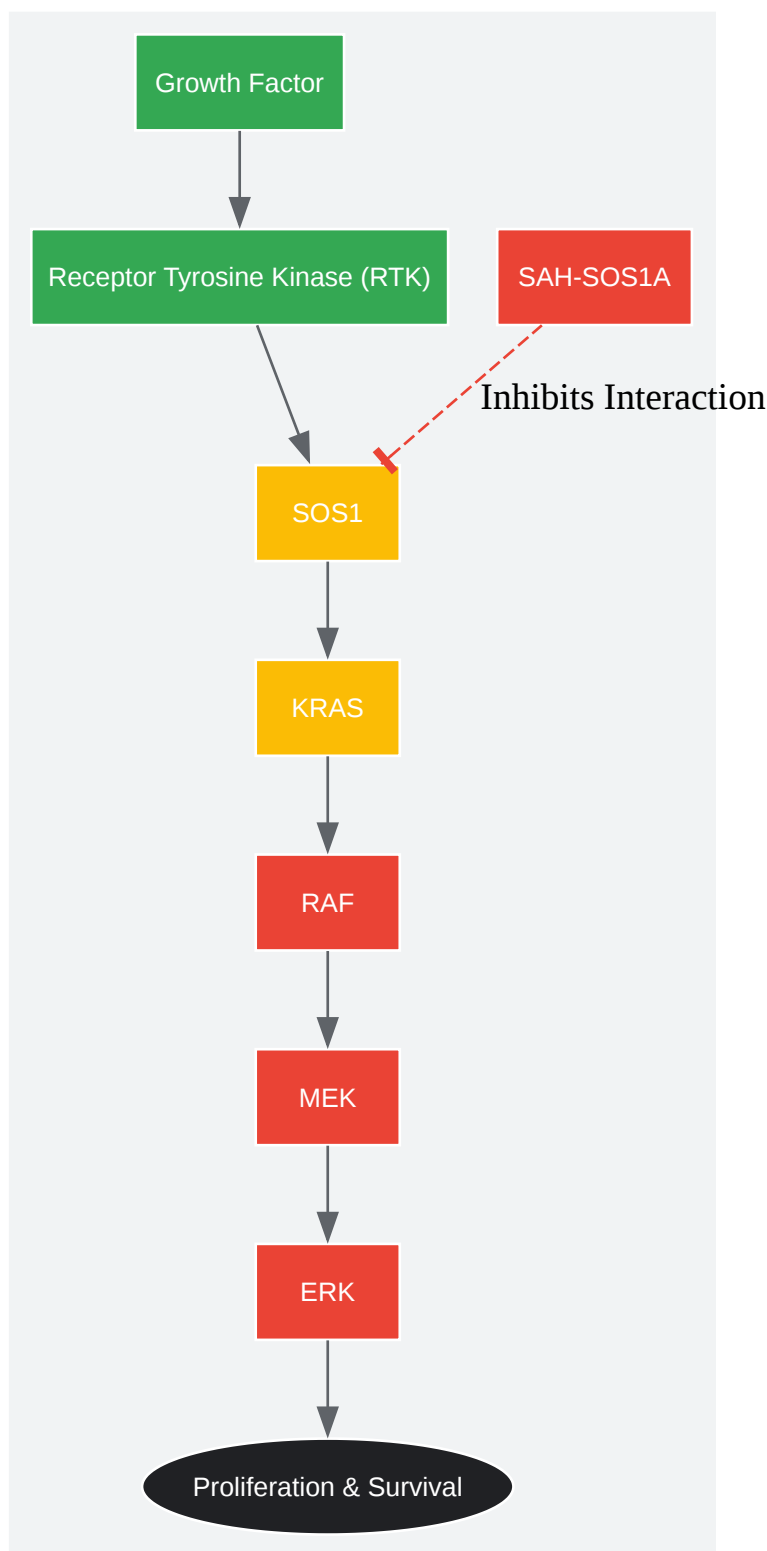 Growth Factor
Receptor Tyrosine Kinase (RTK)
SAH-SOS1A
Inhibits Interaction
SOS1
KRAS
RAF
MEK
ERK
Proliferation & Survival